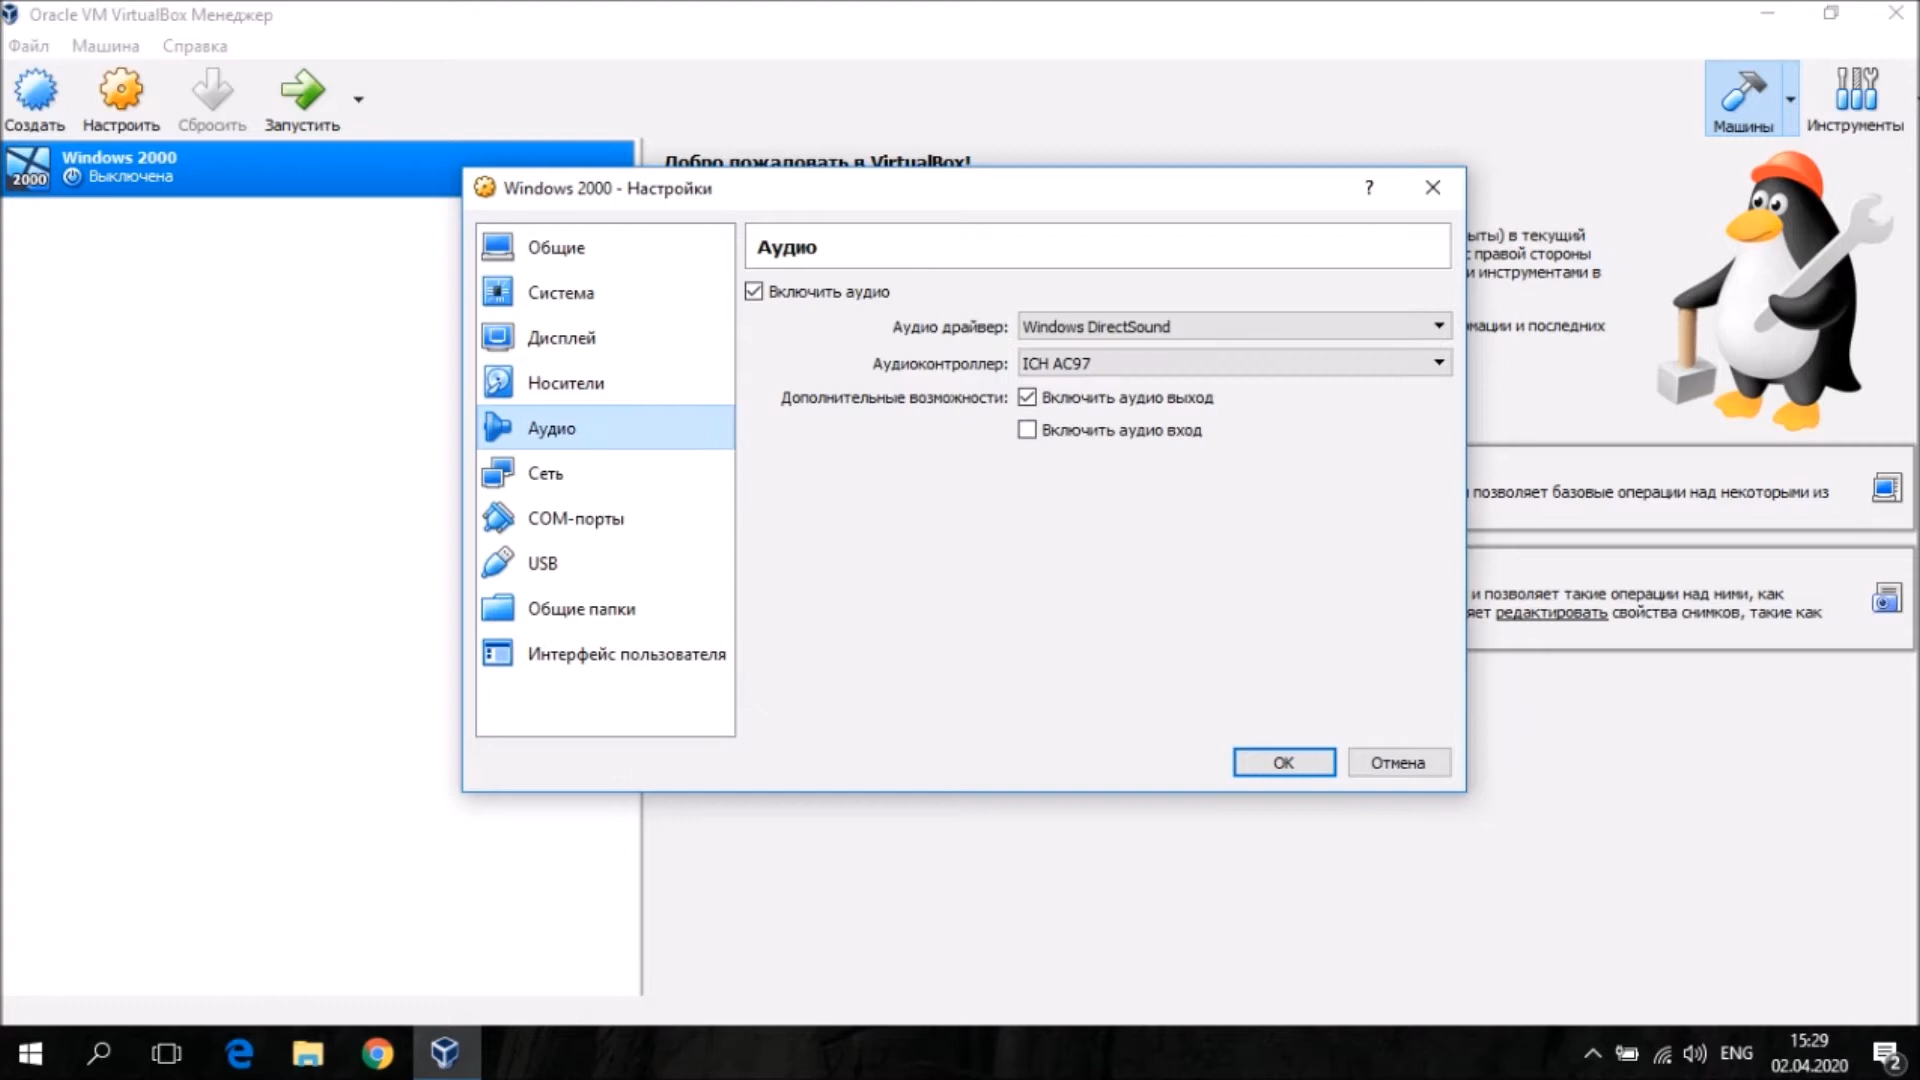 Oracle VM VirtualBox Менеджер
Файл Машина Справка
Создать Настроить Сбросить Запустить Машины Инструменты
2000
Windows 2000
Выключена
Добро пожаловать в VirtualBox!
ыты) в текущий
с правой стороны
и инструментами в
мации и последних
позволяет базовые операции над некоторыми из
и позволяет такие операции над ними, как
яет редактировать свойства снимков, такие как
Windows 2000 - Настройки ?
Общие
Система
Дисплей
Носители
Аудио
Сеть
COM-порты
USB
Общие папки
Интерфейс пользователя
Аудио
Включить аудио
Аудио драйвер: Windows DirectSound
Аудиоконтроллер: ICH AC97
Дополнительные возможности: Включить аудио выход
Включить аудио вход
OK Отмена
ENG
15:29
02.04.2020
2